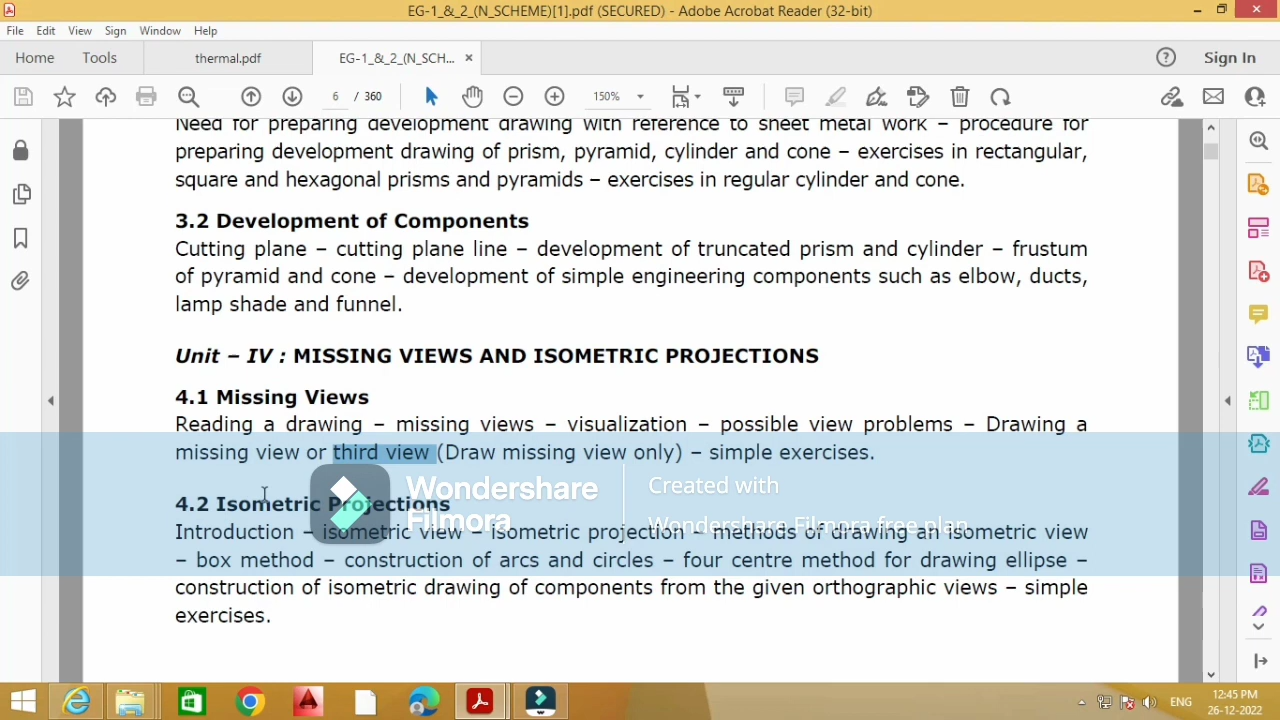 EG-1_&_2_(N_SCHEME)[1].pdf (SECURED) - Adobe Acrobat Reader (32-bit)
File Edit View Sign Window Help
Home Tools thermal.pdf EG-1_&_2_(N_SCH... × Sign In
6 / 360 150%
Need for preparing development drawing with reference to sheet metal work – procedure for
preparing development drawing of prism, pyramid, cylinder and cone – exercises in rectangular,
square and hexagonal prisms and pyramids – exercises in regular cylinder and cone.
3.2 Development of Components
Cutting plane – cutting plane line – development of truncated prism and cylinder – frustum
of pyramid and cone – development of simple engineering components such as elbow, ducts,
lamp shade and funnel.
Unit – IV : MISSING VIEWS AND ISOMETRIC PROJECTIONS
4.1 Missing Views
Reading a drawing – missing views – visualization – possible view problems – Drawing a
missing view or third view (Draw missing view only) – simple exercises.
Wondershare Filmora
Created with
Wondershare Filmora free plan
4.2 Isometric Projections
Introduction – isometric view – isometric projection – methods of drawing an isometric view
– box method – construction of arcs and circles – four centre method for drawing ellipse –
construction of isometric drawing of components from the given orthographic views – simple
exercises.
ENG
12:45 PM
26-12-2022